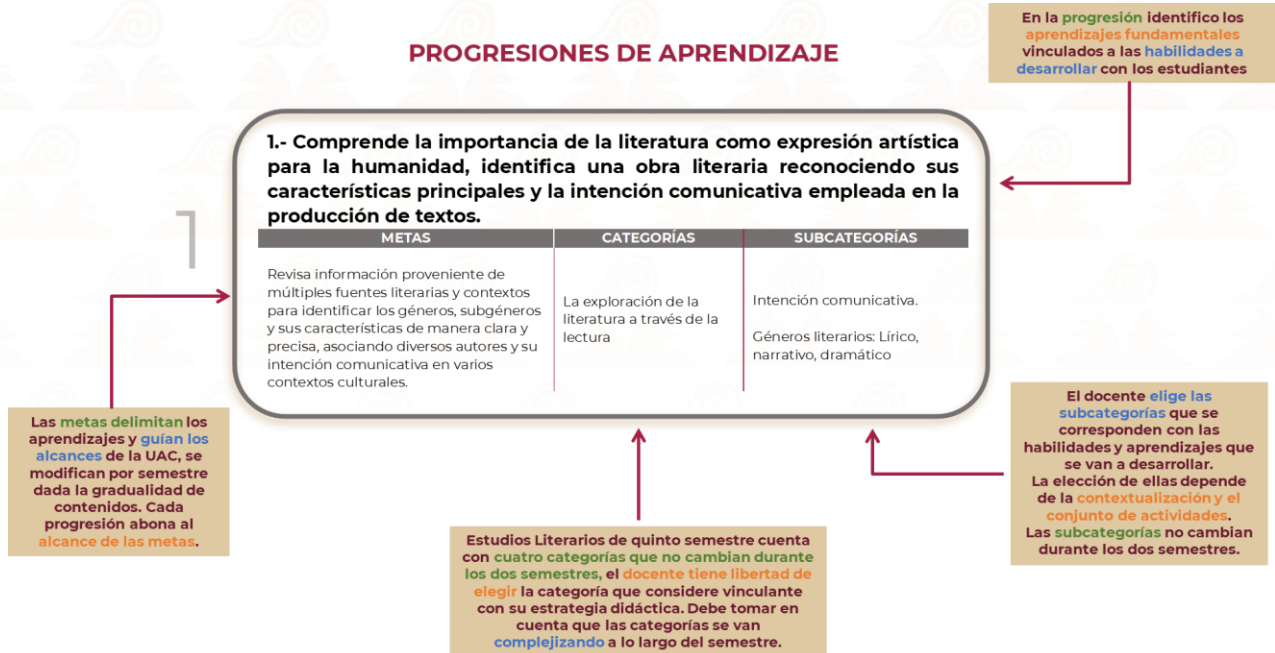 PROGRESIONES DE APRENDIZAJE
En la progresión identifico los
aprendizajes fundamentales
vinculados a las habilidades a
desarrollar con los estudiantes
1
1.- Comprende la importancia de la literatura como expresión artística
para la humanidad, identifica una obra literaria reconociendo sus
características principales y la intención comunicativa empleada en la
producción de textos.
METAS
CATEGORÍAS
SUBCATEGORÍAS
Revisa información proveniente de
múltiples fuentes literarias y contextos
para identificar los géneros, subgéneros
y sus características de manera clara y
precisa, asociando diversos autores y su
intención comunicativa en varios
contextos culturales.
La exploración de la
literatura a través de la
lectura
Intención comunicativa.
Géneros literarios: Lírico,
narrativo, dramático
Las metas delimitan los
aprendizajes y guían los
alcances de la UAC, se
modifican por semestre
dada la gradualidad de
contenidos. Cada
progresión abona al
alcance de las metas.
Estudios Literarios de quinto semestre cuenta
con cuatro categorías que no cambian durante
los dos semestres, el docente tiene libertad de
elegir la categoría que considere vinculante
con su estrategia didáctica. Debe tomar en
cuenta que las categorías se van
complejizando a lo largo del semestre.
El docente elige las
subcategorías que se
corresponden con las
habilidades y aprendizajes que
se van a desarrollar.
La elección de ellas depende
de la contextualización y el
conjunto de actividades.
Las subcategorías no cambian
durante los dos semestres.